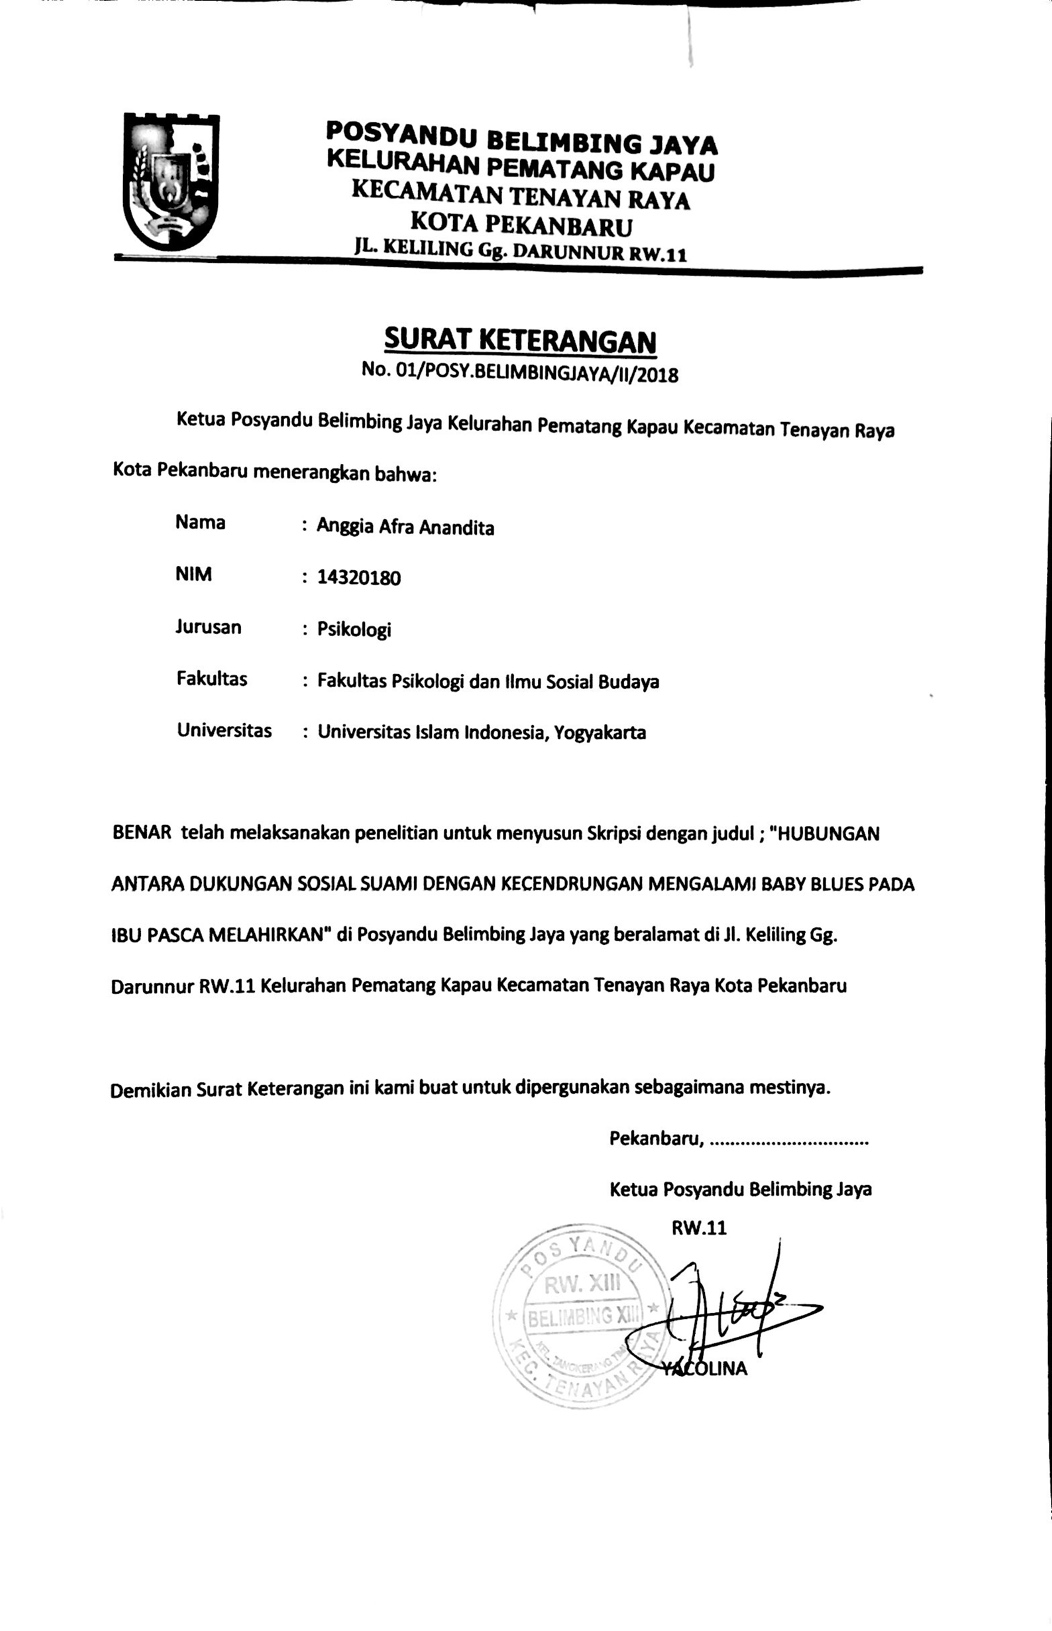 POSYANDU BELIMBING JAYA
KELURAHAN PEMATANG KAPAU
KECAMATAN TENAYAN RAYA
KOTA PEKANBARU
JL. KELILING Gg. DARUNNUR RW.11
SURAT KETERANGAN
No. 01/POSY.BELIMBINGJAYA/II/2018
Ketua Posyandu Belimbing Jaya Kelurahan Pematang Kapau Kecamatan Tenayan Raya
Kota Pekanbaru menerangkan bahwa:
Nama : Anggia Afra Anandita
NIM : 14320180
Jurusan : Psikologi
Fakultas : Fakultas Psikologi dan Ilmu Sosial Budaya
Universitas : Universitas Islam Indonesia, Yogyakarta
BENAR telah melaksanakan penelitian untuk menyusun Skripsi dengan judul ; "HUBUNGAN
ANTARA DUKUNGAN SOSIAL SUAMI DENGAN KECENDRUNGAN MENGALAMI BABY BLUES PADA
IBU PASCA MELAHIRKAN" di Posyandu Belimbing Jaya yang beralamat di Jl. Keliling Gg.
Darunnur RW.11 Kelurahan Pematang Kapau Kecamatan Tenayan Raya Kota Pekanbaru
Demikian Surat Keterangan ini kami buat untuk dipergunakan sebagaimana mestinya.
Pekanbaru, ...............................
Ketua Posyandu Belimbing Jaya
RW.11
POSYANDU
RW. XIII
BELIMBING XIII
KEC. TENAYAN RAYA
YACOLINA